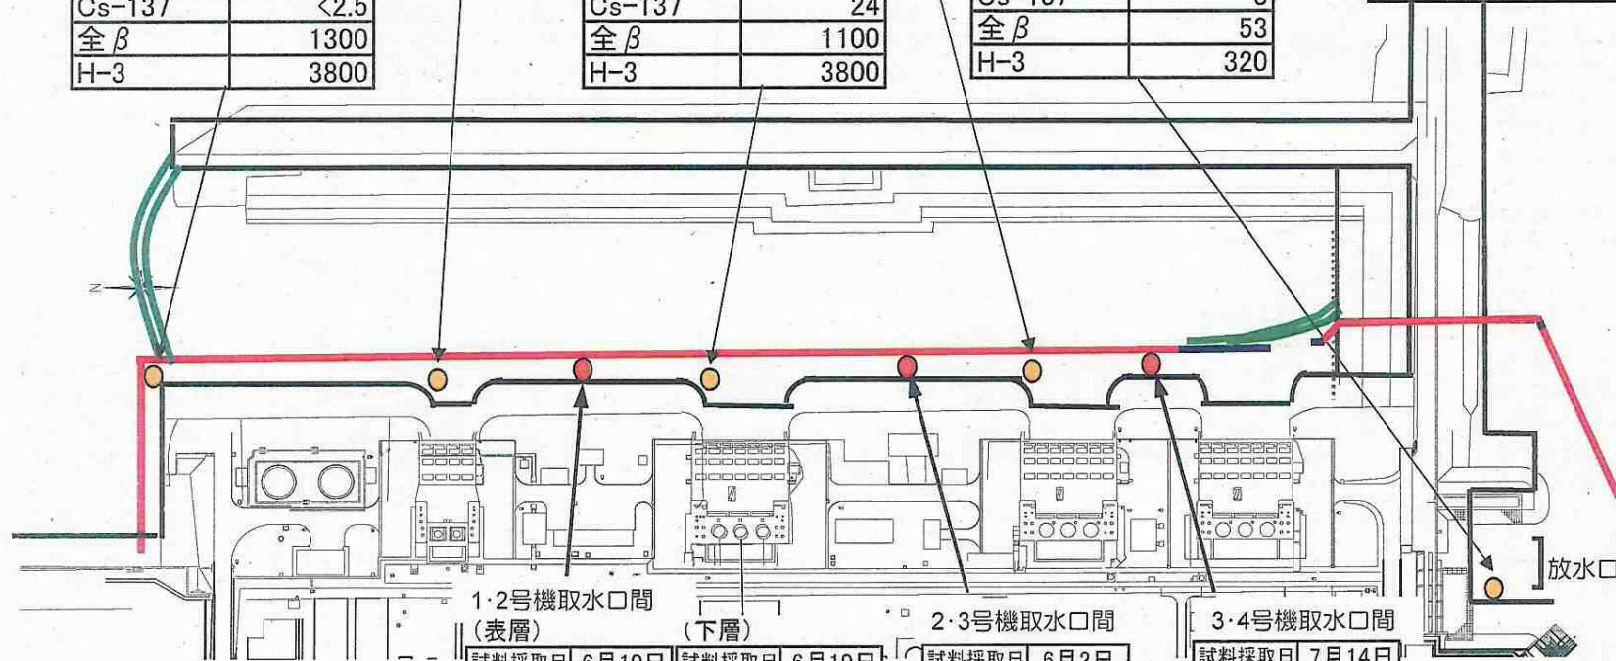 Cs-137 <2.5
全β 1300
H-3 3800
Cs-137 24
全β 1100
H-3 3800
全β 53
H-3 320
N
放水口
1·2号機取水口間
(表層)
(下層)
2·3号機取水口間
3·4号機取水口間
試料採取日 6月19日
試料採取日 6月19日
試料採取日 6月2日
試料採取日 7月14日